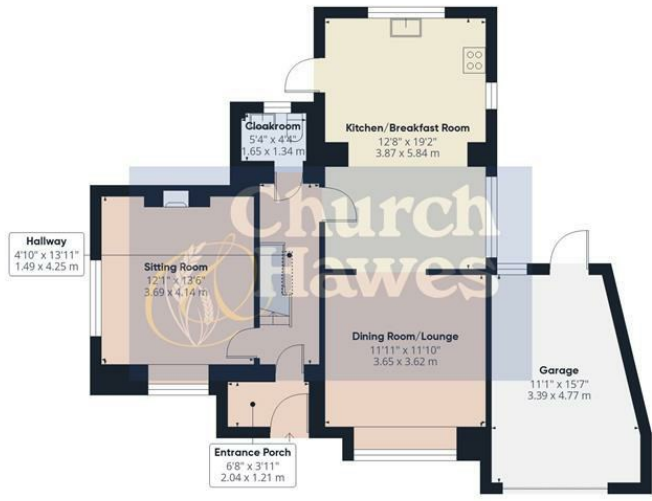 Cloakroom
5'4" x 4'4"
1.65 x 1.34 m
Kitchen/Breakfast Room
12'8" x 19'2"
3.87 x 5.84 m
Church
Hawes
Hallway
4'10" x 13'11"
1.49 x 4.25 m
Sitting Room
12'1" x 13'6"
3.69 x 4.14 m
Dining Room/Lounge
11'11" x 11'10"
3.65 x 3.62 m
Garage
11'1" x 15'7"
3.39 x 4.77 m
Entrance Porch
6'8" x 3'11"
2.04 x 1.21 m